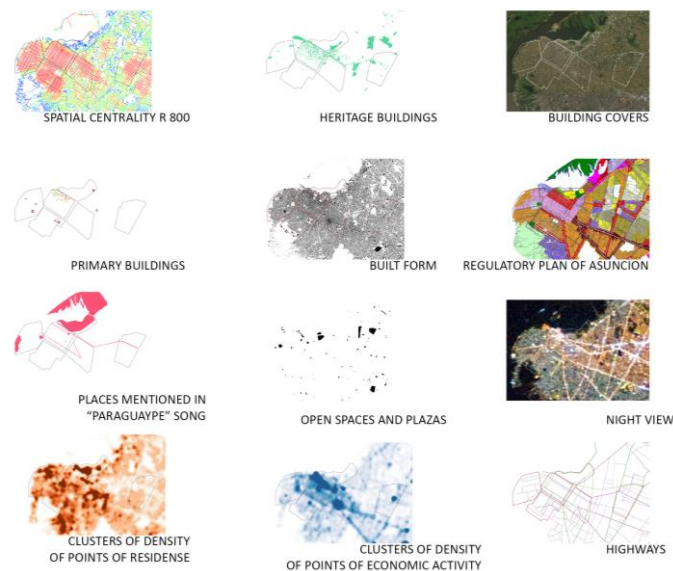 SPATIAL CENTRALITY R 800
HERITAGE BUILDINGS
BUILDING COVERS
PRIMARY BUILDINGS
BUILT FORM
REGULATORY PLAN OF ASUNCION
PLACES MENTIONED IN
“PARAGUAYPE” SONG
OPEN SPACES AND PLAZAS
NIGHT VIEW
CLUSTERS OF DENSITY
OF POINTS OF RESIDENSE
CLUSTERS OF DENSITY
OF POINTS OF ECONOMIC ACTIVITY
HIGHWAYS